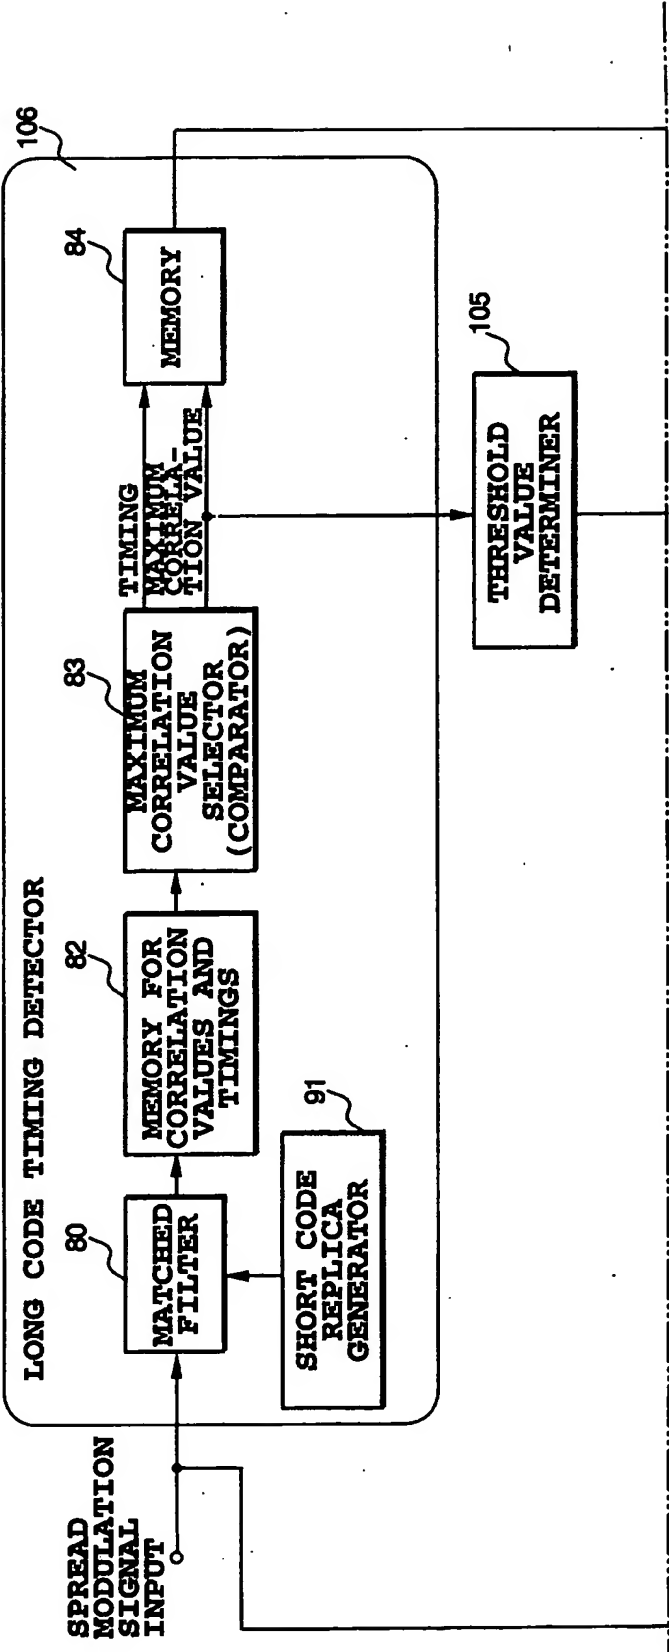 LONG CODE TIMING DETECTOR
106
SPREAD
MODULATION
SIGNAL
INPUT
80
MATCHED
FILTER
82
MEMORY FOR
CORRELATION
VALUES AND
TIMINGS
83
MAXIMUM
CORRELATION
VALUE
SELECTOR
(COMPARATOR)
TIMING
MAXIMUM
CORRELA-
TION VALUE
84
MEMORY
91
SHORT CODE
REPLICA
GENERATOR
105
THRESHOLD
VALUE
DETERMINER